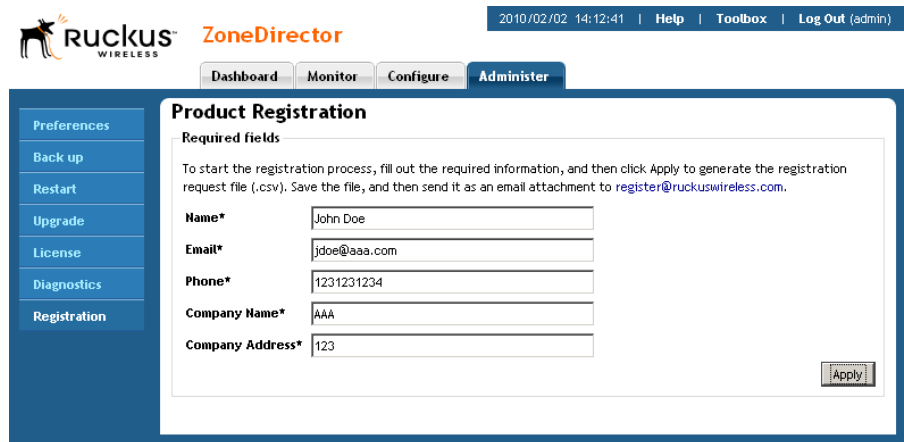 2010/02/02 14:12:41 | Help | Toolbox | Log Out (admin)
Ruckus WIRELESS ZoneDirector
Dashboard Monitor Configure Administer
Preferences
Back up
Restart
Upgrade
License
Diagnostics
Registration
Product Registration
Required fields
To start the registration process, fill out the required information, and then click Apply to generate the registration
request file (.csv). Save the file, and then send it as an email attachment to register@ruckuswireless.com.
Name* John Doe
Email* jdoe@aaa.com
Phone* 1231231234
Company Name* AAA
Company Address* 123
Apply